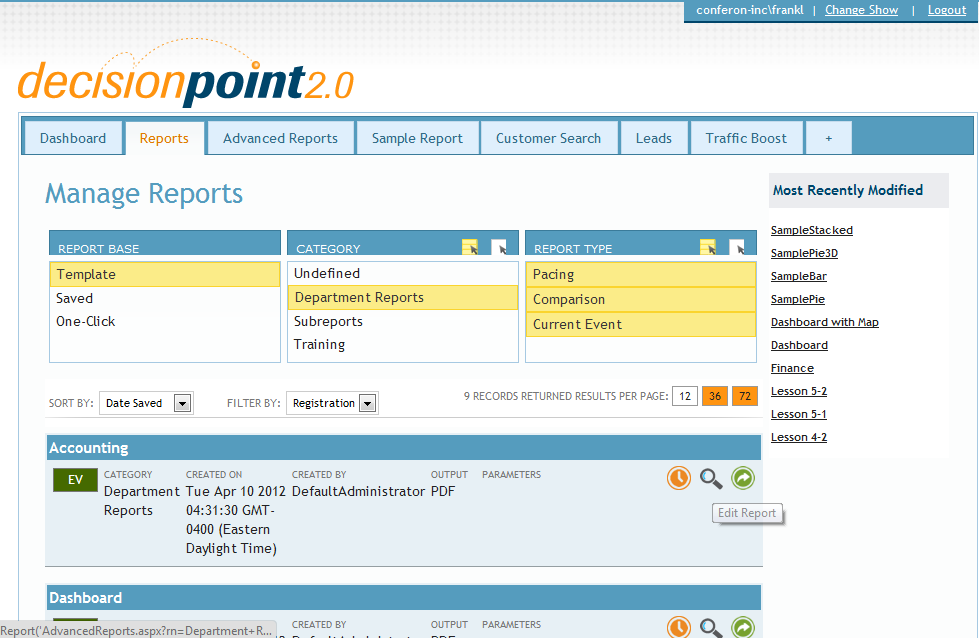 conferon-inc\frankl | Change Show | Logout
decisionpoint2.0
Dashboard Reports Advanced Reports Sample Report Customer Search Leads Traffic Boost +
Manage Reports
REPORT BASE
Template
Saved
One-Click
CATEGORY
Undefined
Department Reports
Subreports
Training
REPORT TYPE
Pacing
Comparison
Current Event
Most Recently Modified
SampleStacked
SamplePie3D
SampleBar
SamplePie
Dashboard with Map
Dashboard
Finance
Lesson 5-2
Lesson 5-1
Lesson 4-2
SORT BY: Date Saved FILTER BY: Registration 9 RECORDS RETURNED RESULTS PER PAGE: 12 36 72
Accounting
EV
CATEGORY
Department
Reports
CREATED ON
Tue Apr 10 2012
04:31:30 GMT-
0400 (Eastern
Daylight Time)
CREATED BY
DefaultAdministrator
OUTPUT
PDF
PARAMETERS
Edit Report
Dashboard
CREATED BY OUTPUT PARAMETERS
Report('AdvancedReports.aspx?rn=Department+R...